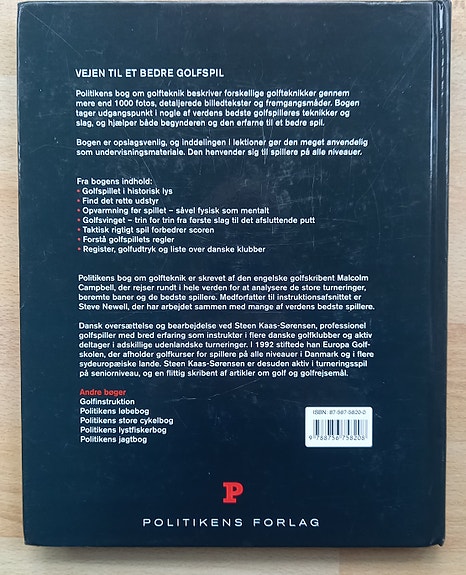 VEJEN TIL ET BEDRE GOLFSPIL
Politikens bog om golfteknik beskriver forskellige golfteknikker gennem
mere end 1000 fotos, detaljerede billedtekster og fremgangsmåder. Bogen
tager udgangspunkt i nogle af verdens bedste golfspilleres teknikker og
slag, og hjælper både begynderen og den erfarne til et bedre spil.
Bogen er opslagsvenlig, og inddelingen i lektioner gør den meget anvendelig
som undervisningsmateriale. Den henvender sig til spillere på alle niveauer.
Fra bogens indhold:
• Golfspillet i historisk lys
• Find det rette udstyr
• Opvarmning før spillet – såvel fysisk som mentalt
• Golfsvinget – trin for trin fra første slag til det afsluttende putt
• Taktisk rigtigt spil forbedrer scoren
• Forstå golfspillets regler
• Register, golfudtryk og liste over danske klubber
Politikens bog om golfteknik er skrevet af den engelske golfskribent Malcolm
Campbell, der rejser rundt i hele verden for at analysere de store turneringer,
berømte baner og de bedste spillere. Medforfatter til instruktionsafsnittet er
Steve Newell, der har arbejdet sammen med mange af verdens bedste spillere.
Dansk oversættelse og bearbejdelse ved Steen Kaas-Sørensen, professionel
golfspiller med bred erfaring som instruktør i flere danske golfklubber og aktiv
deltager i adskillige udenlandske turneringer. I 1992 stiftede han Europa Golf-
skolen, der afholder golfkurser for spillere på alle niveauer i Danmark og i flere
sydeuropæiske lande. Steen Kaas-Sørensen er desuden aktiv i turneringsspil
på seniorniveau, og en flittig skribent af artikler om golf og golfrejsemål.
Andre bøger
Golfinstruktion
Politikens løbebog
Politikens store cykelbog
Politikens lystfiskerbog
Politikens jagtbog
ISBN: 87-567-5820-0
9 788756 758208
P
POLITIKENS FORLAG